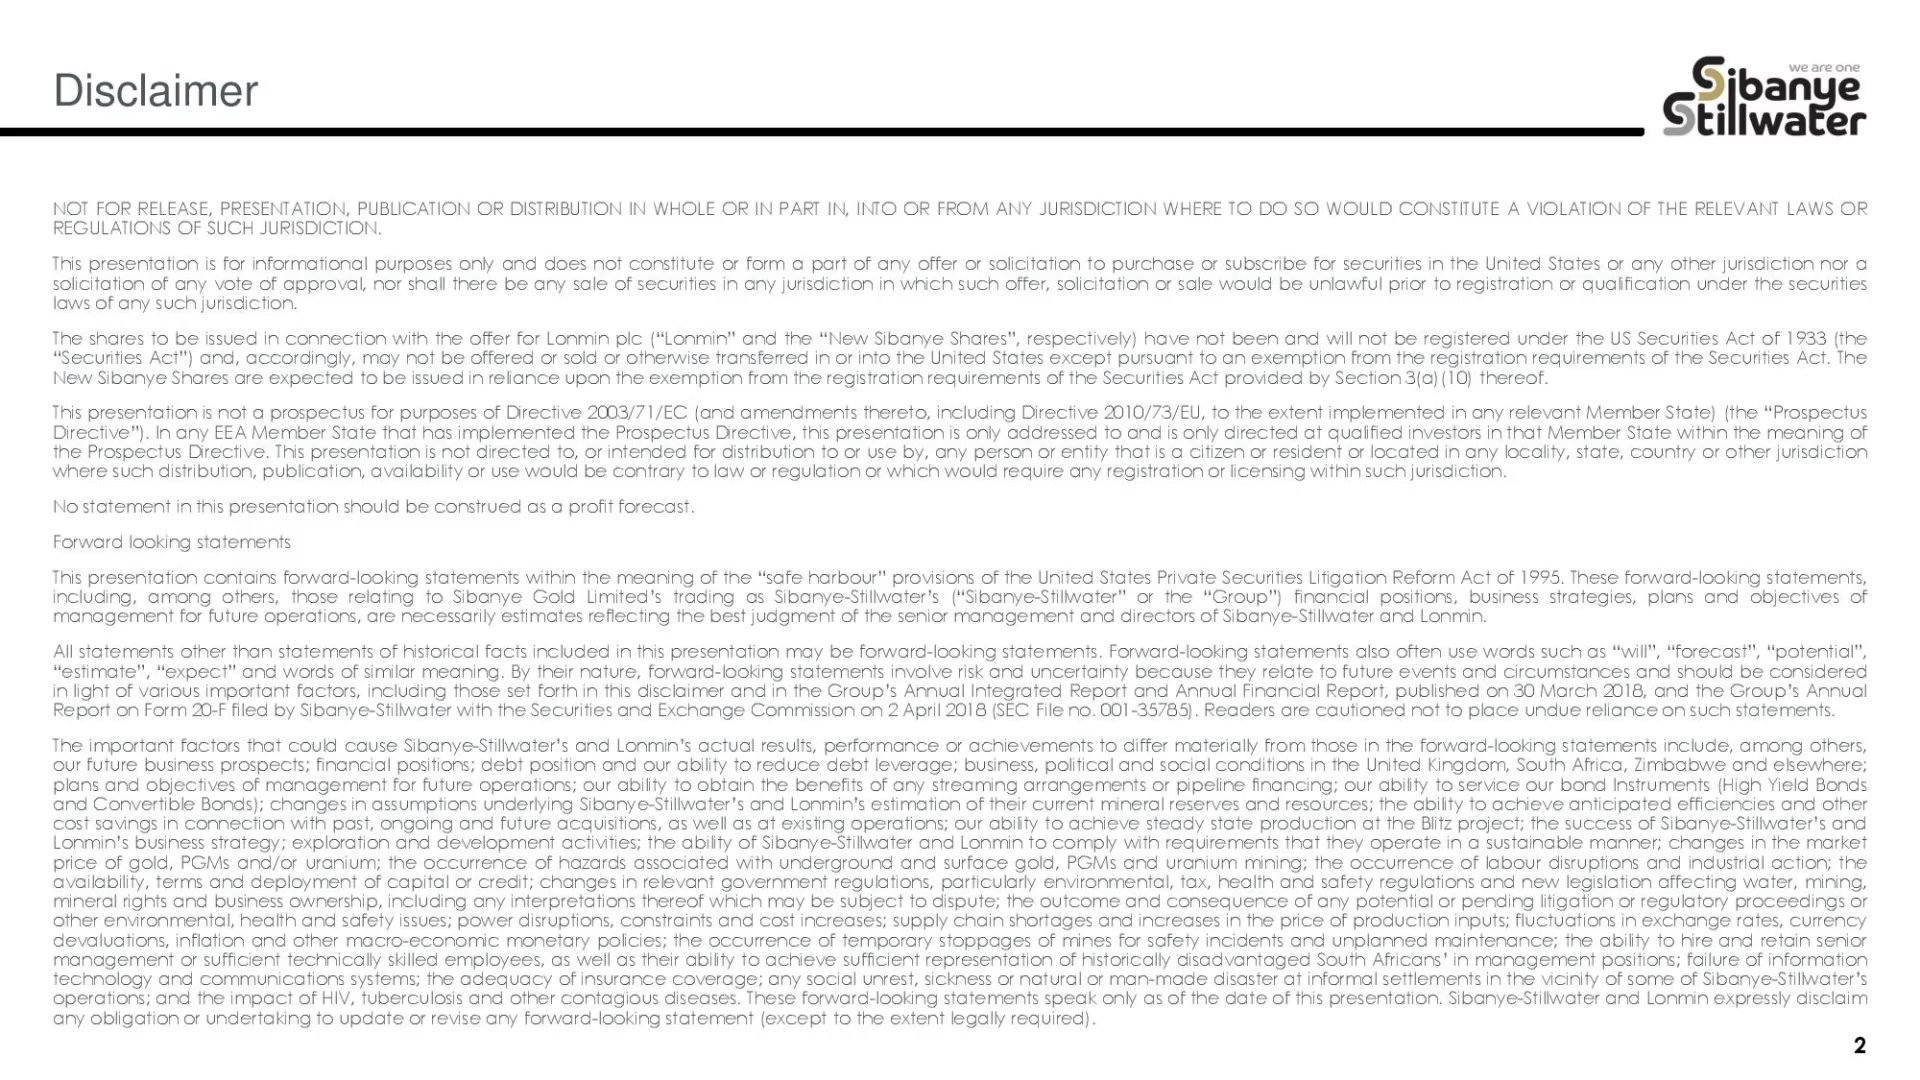 Disclaimer
we are one
Sibanye
Stillwater
NOT FOR RELEASE, PRESENTATION, PUBLICATION OR DISTRIBUTION IN WHOLE OR IN PART IN, INTO OR FROM ANY JURISDICTION WHERE TO DO SO WOULD CONSTITUTE A VIOLATION OF THE RELEVANT LAWS OR
REGULATIONS OF SUCH JURISDICTION.
This presentation is for informational purposes only and does not constitute or form a part of any offer or solicitation to purchase or subscribe for securities in the United States or any other jurisdiction nor a
solicitation of any vote of approval, nor shall there be any sale of securities in any jurisdiction in which such offer, solicitation or sale would be unlawful prior to registration or qualification under the securities
laws of any such jurisdiction.
The shares to be issued in connection with the offer for Lonmin plc (“Lonmin” and the “New Sibanye Shares”, respectively) have not been and will not be registered under the US Securities Act of 1933 (the
“Securities Act”) and, accordingly, may not be offered or sold or otherwise transferred in or into the United States except pursuant to an exemption from the registration requirements of the Securities Act. The
New Sibanye Shares are expected to be issued in reliance upon the exemption from the registration requirements of the Securities Act provided by Section 3(a)(10) thereof.
This presentation is not a prospectus for purposes of Directive 2003/71/EC (and amendments thereto, including Directive 2010/73/EU, to the extent implemented in any relevant Member State) (the “Prospectus
Directive”). In any EEA Member State that has implemented the Prospectus Directive, this presentation is only addressed to and is only directed at qualified investors in that Member State within the meaning of
the Prospectus Directive. This presentation is not directed to, or intended for distribution to or use by, any person or entity that is a citizen or resident or located in any locality, state, country or other jurisdiction
where such distribution, publication, availability or use would be contrary to law or regulation or which would require any registration or licensing within such jurisdiction.
No statement in this presentation should be construed as a profit forecast.
Forward looking statements
This presentation contains forward-looking statements within the meaning of the “safe harbour” provisions of the United States Private Securities Litigation Reform Act of 1995. These forward-looking statements,
including, among others, those relating to Sibanye Gold Limited’s trading as Sibanye-Stillwater’s (“Sibanye-Stillwater” or the “Group”) financial positions, business strategies, plans and objectives of
management for future operations, are necessarily estimates reflecting the best judgment of the senior management and directors of Sibanye-Stillwater and Lonmin.
All statements other than statements of historical facts included in this presentation may be forward-looking statements. Forward-looking statements also often use words such as “will”, “forecast”, “potential”,
“estimate”, “expect” and words of similar meaning. By their nature, forward-looking statements involve risk and uncertainty because they relate to future events and circumstances and should be considered
in light of various important factors, including those set forth in this disclaimer and in the Group’s Annual Integrated Report and Annual Financial Report, published on 30 March 2018, and the Group’s Annual
Report on Form 20-F filed by Sibanye-Stillwater with the Securities and Exchange Commission on 2 April 2018 (SEC File no. 001-35785). Readers are cautioned not to place undue reliance on such statements.
The important factors that could cause Sibanye-Stillwater’s and Lonmin’s actual results, performance or achievements to differ materially from those in the forward-looking statements include, among others,
our future business prospects; financial positions; debt position and our ability to reduce debt leverage; business, political and social conditions in the United Kingdom, South Africa, Zimbabwe and elsewhere;
plans and objectives of management for future operations; our ability to obtain the benefits of any streaming arrangements or pipeline financing; our ability to service our bond Instruments (High Yield Bonds
and Convertible Bonds); changes in assumptions underlying Sibanye-Stillwater’s and Lonmin’s estimation of their current mineral reserves and resources; the ability to achieve anticipated efficiencies and other
cost savings in connection with past, ongoing and future acquisitions, as well as at existing operations; our ability to achieve steady state production at the Blitz project; the success of Sibanye-Stillwater’s and
Lonmin’s business strategy; exploration and development activities; the ability of Sibanye-Stillwater and Lonmin to comply with requirements that they operate in a sustainable manner; changes in the market
price of gold, PGMs and/or uranium; the occurrence of hazards associated with underground and surface gold, PGMs and uranium mining; the occurrence of labour disruptions and industrial action; the
availability, terms and deployment of capital or credit; changes in relevant government regulations, particularly environmental, tax, health and safety regulations and new legislation affecting water, mining,
mineral rights and business ownership, including any interpretations thereof which may be subject to dispute; the outcome and consequence of any potential or pending litigation or regulatory proceedings or
other environmental, health and safety issues; power disruptions, constraints and cost increases; supply chain shortages and increases in the price of production inputs; fluctuations in exchange rates, currency
devaluations, inflation and other macro-economic monetary policies; the occurrence of temporary stoppages of mines for safety incidents and unplanned maintenance; the ability to hire and retain senior
management or sufficient technically skilled employees, as well as their ability to achieve sufficient representation of historically disadvantaged South Africans’ in management positions; failure of information
technology and communications systems; the adequacy of insurance coverage; any social unrest, sickness or natural or man-made disaster at informal settlements in the vicinity of some of Sibanye-Stillwater’s
operations; and the impact of HIV, tuberculosis and other contagious diseases. These forward-looking statements speak only as of the date of this presentation. Sibanye-Stillwater and Lonmin expressly disclaim
any obligation or undertaking to update or revise any forward-looking statement (except to the extent legally required).
2